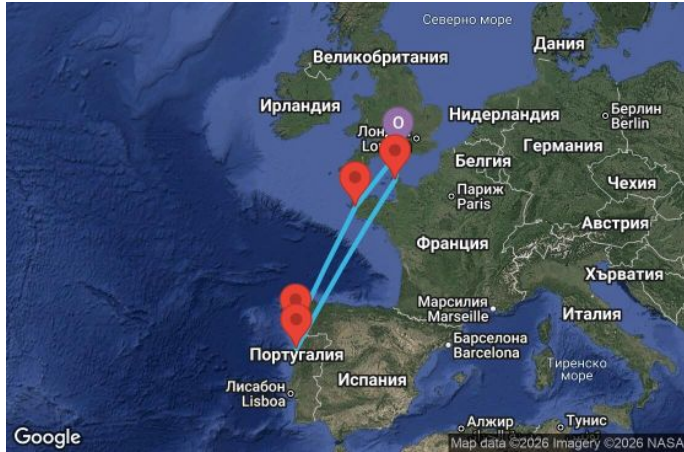 Северно море
Дания
Великобритания
Ирландия
Нидерландия
Берлин
Berlin
O
Германия
Белгия
Париж
Paris
Чехия
Австрия
Франция
Хърватия
Марсилия
Marseille
Италия
Барселона
Barcelona
Португалия
Испания
Тиренско
море
Лисабон
Lisboa
Алжир
Тунис
Google
Map data ©2026 Imagery ©2026 NASA